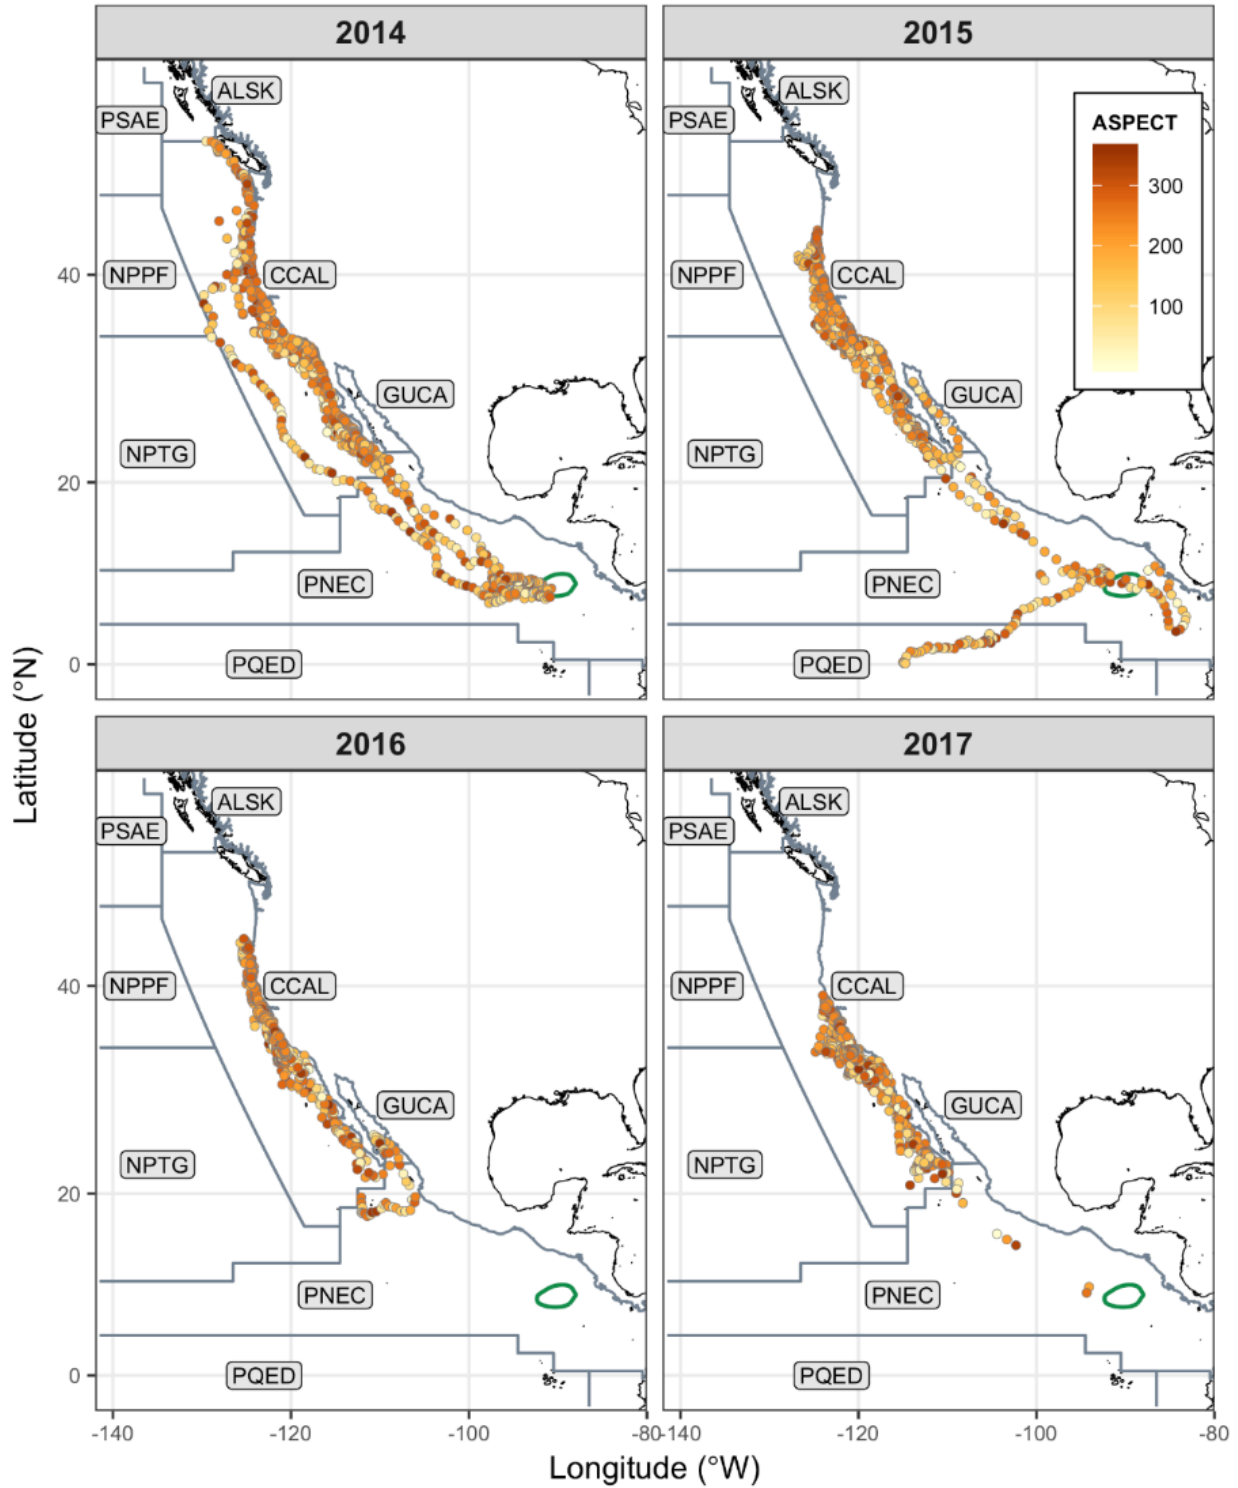 2014
2015
ALSK
PSAE
NPPF
CCAL
GUCA
NPTG
PNEC
PQED
40
20
0
ALSK
PSAE
NPPF
CCAL
GUCA
NPTG
PNEC
PQED
ASPECT
300
200
100
Latitude (°N)
2016
2017
ALSK
PSAE
NPPF
CCAL
GUCA
NPTG
PNEC
PQED
40
20
0
-140
-120
-100
-80
ALSK
PSAE
NPPF
CCAL
GUCA
NPTG
PNEC
PQED
-140
-120
-100
-80
Longitude (°W)